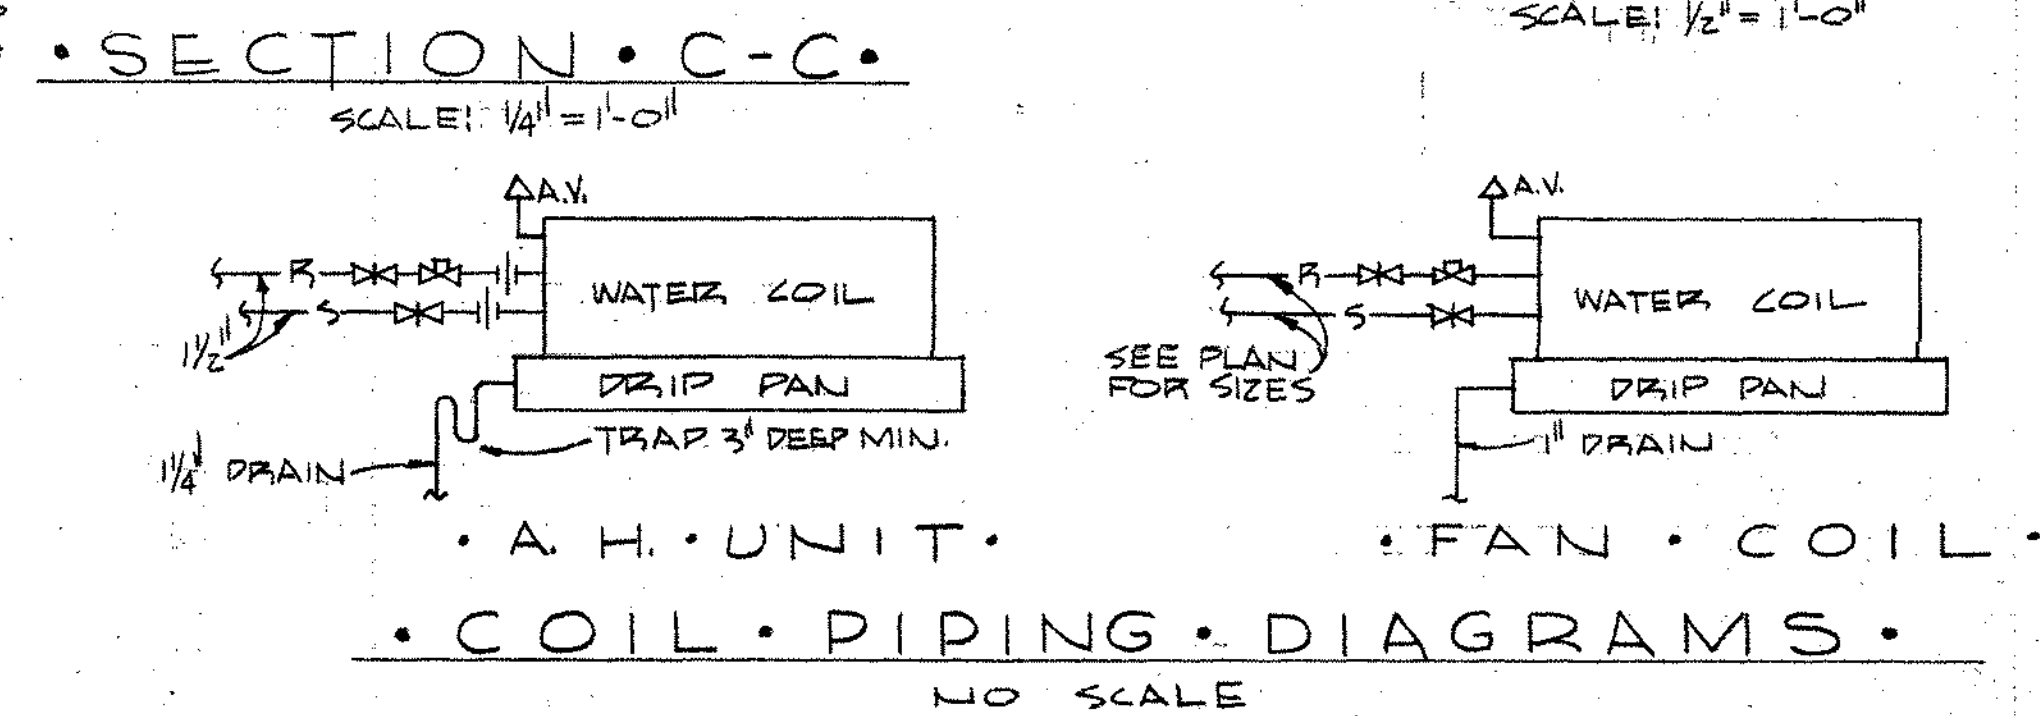 • SECTION • C-C •
SCALE: 1/4" = 1'-0"
SCALE: 1/2" = 1'-0"
A.V.
R
S
1 1/2"
WATER COIL
DRIP PAN
TRAP 3" DEEP MIN.
1 1/4" DRAIN
• A. H. • UNIT •
A.V.
R
S
SEE PLAN
FOR SIZES
WATER COIL
DRIP PAN
1" DRAIN
• FAN • COIL •
• COIL • PIPING • DIAGRAMS •
NO SCALE